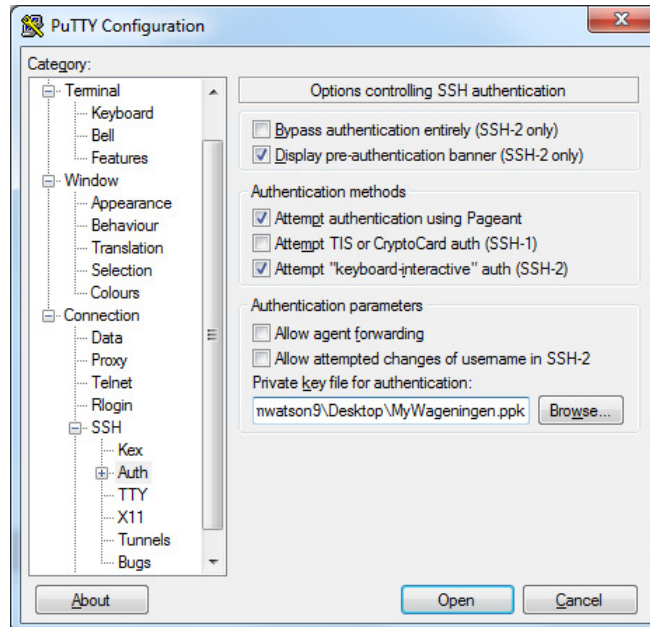 PuTTY Configuration
Category:
Terminal
Keyboard
Bell
Features
Window
Appearance
Behaviour
Translation
Selection
Colours
Connection
Data
Proxy
Telnet
Rlogin
SSH
Kex
Auth
TTY
X11
Tunnels
Bugs
Options controlling SSH authentication
Bypass authentication entirely (SSH-2 only)
Display pre-authentication banner (SSH-2 only)
Authentication methods
Attempt authentication using Pageant
Attempt TIS or CryptoCard auth (SSH-1)
Attempt "keyboard-interactive" auth (SSH-2)
Authentication parameters
Allow agent forwarding
Allow attempted changes of username in SSH-2
Private key file for authentication:
nwatson9\Desktop\MyWageningen.ppk
Browse...
About
Open
Cancel